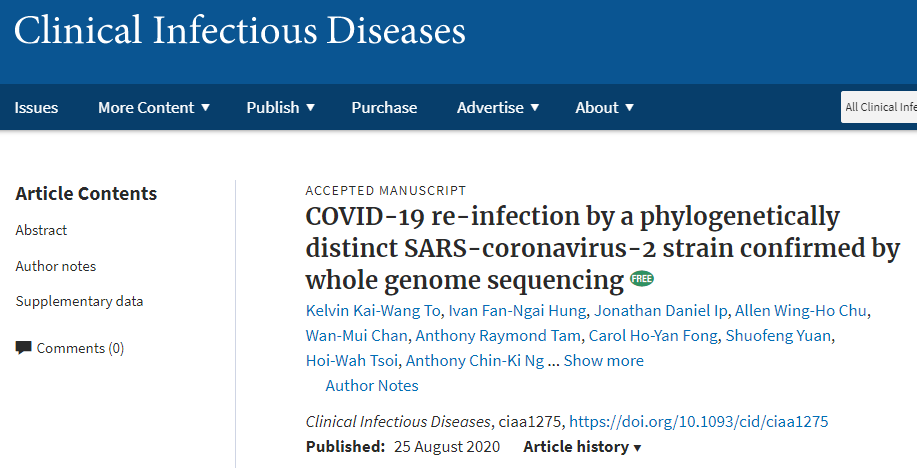 Clinical Infectious Diseases
Issues More Content ▼ Publish ▼ Purchase Advertise ▼ About ▼ All Clinical Infe
Article Contents
Abstract
Author notes
Supplementary data
Comments (0)
ACCEPTED MANUSCRIPT
COVID-19 re-infection by a phylogenetically
distinct SARS-coronavirus-2 strain confirmed by
whole genome sequencing FREE
Kelvin Kai-Wang To, Ivan Fan-Ngai Hung, Jonathan Daniel Ip, Allen Wing-Ho Chu,
Wan-Mui Chan, Anthony Raymond Tam, Carol Ho-Yan Fong, Shuofeng Yuan,
Hoi-Wah Tsoi, Anthony Chin-Ki Ng ... Show more
Author Notes
Clinical Infectious Diseases, ciaa1275, https://doi.org/10.1093/cid/ciaa1275
Published: 25 August 2020 Article history ▼